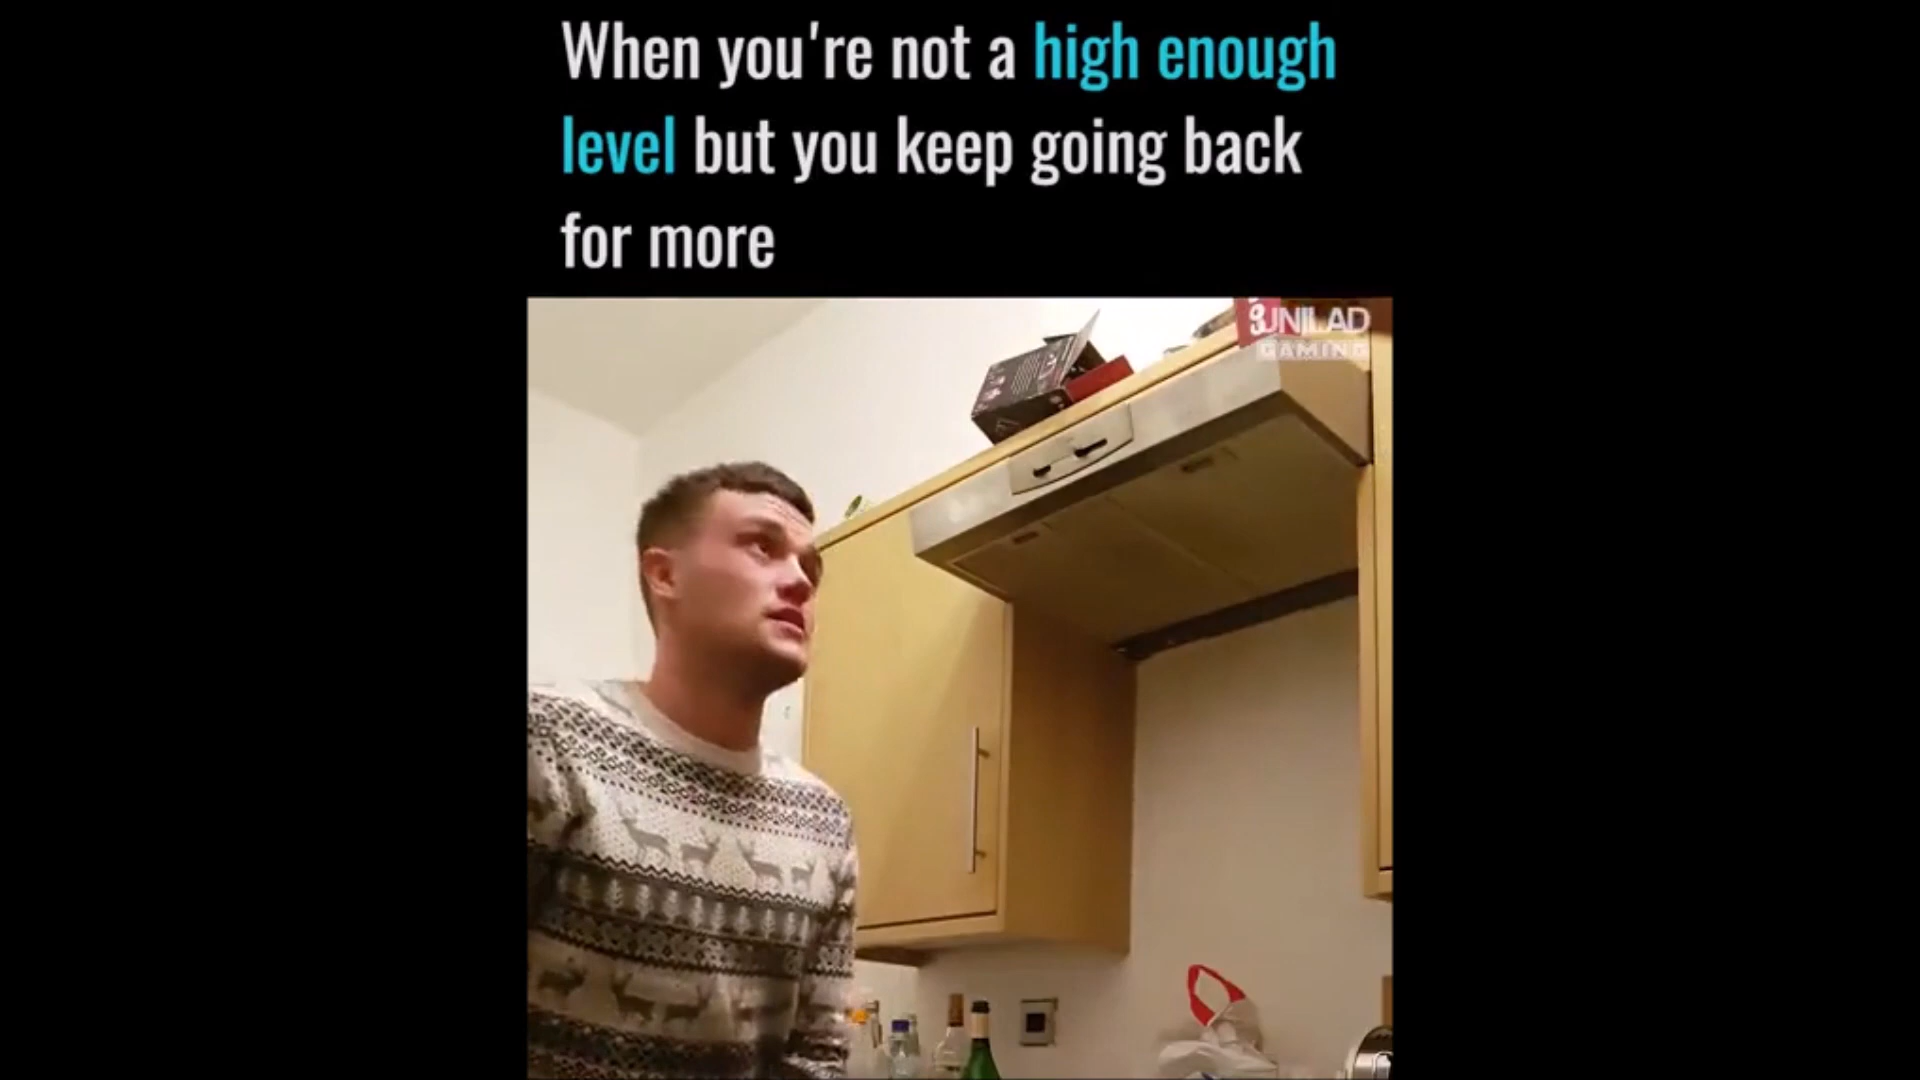 When you're not a high enough
level but you keep going back
for more
UNILAD
GAMING